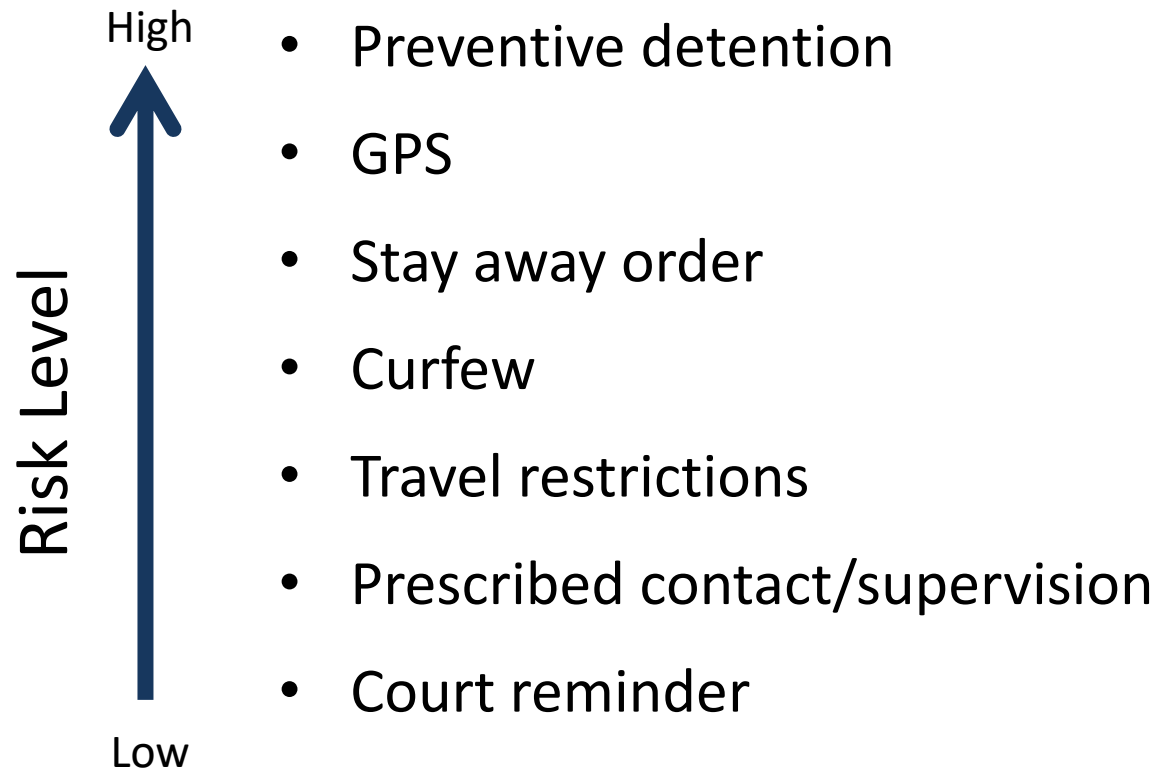 High
• Preventive detention
• GPS
• Stay away order
• Curfew
• Travel restrictions
• Prescribed contact/supervision
• Court reminder
Risk Level
Low